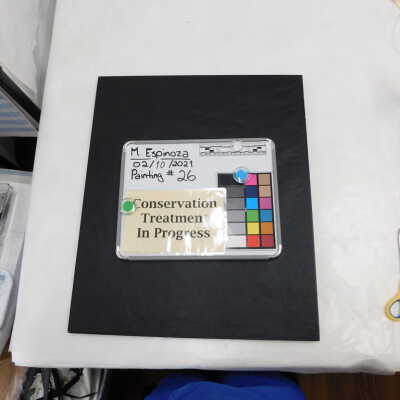 M. Espinoza
02/10/2021
Painting # 26
Conservation
Treatment
In Progress